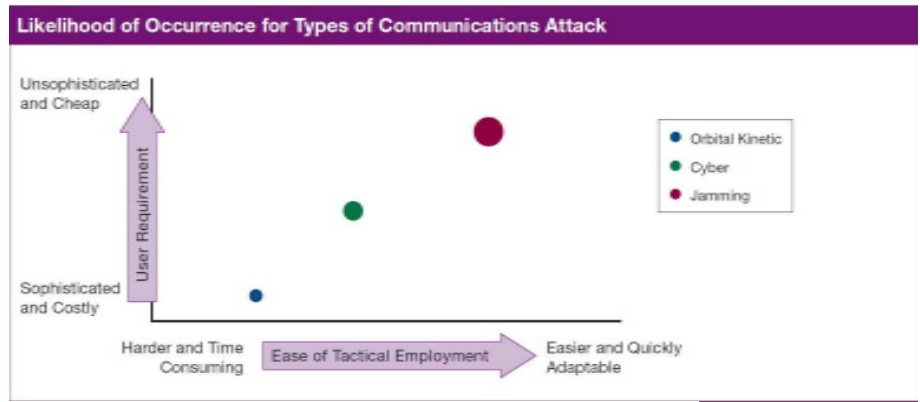 Likelihood of Occurrence for Types of Communications Attack
Unsophisticated
and Cheap
User Requirement
Sophisticated
and Costly
Orbital Kinetic
Cyber
Jamming
Harder and Time
Consuming
Ease of Tactical Employment
Easier and Quickly
Adaptable